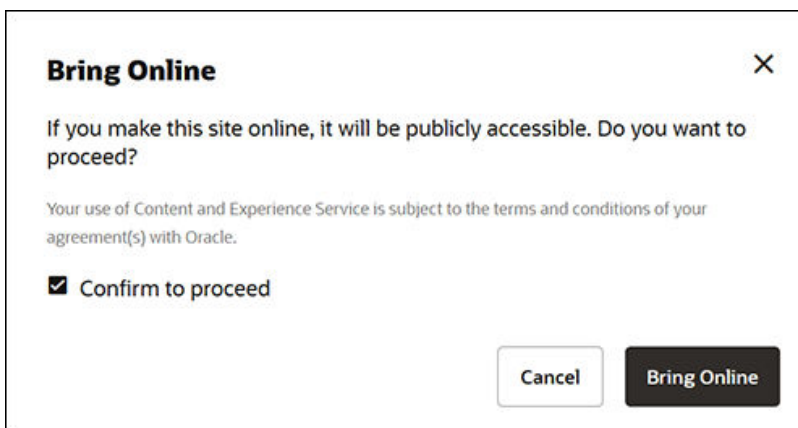 Bring Online
If you make this site online, it will be publicly accessible. Do you want to
proceed?
Your use of Content and Experience Service is subject to the terms and conditions of your
agreement(s) with Oracle.
Confirm to proceed
Cancel
Bring Online